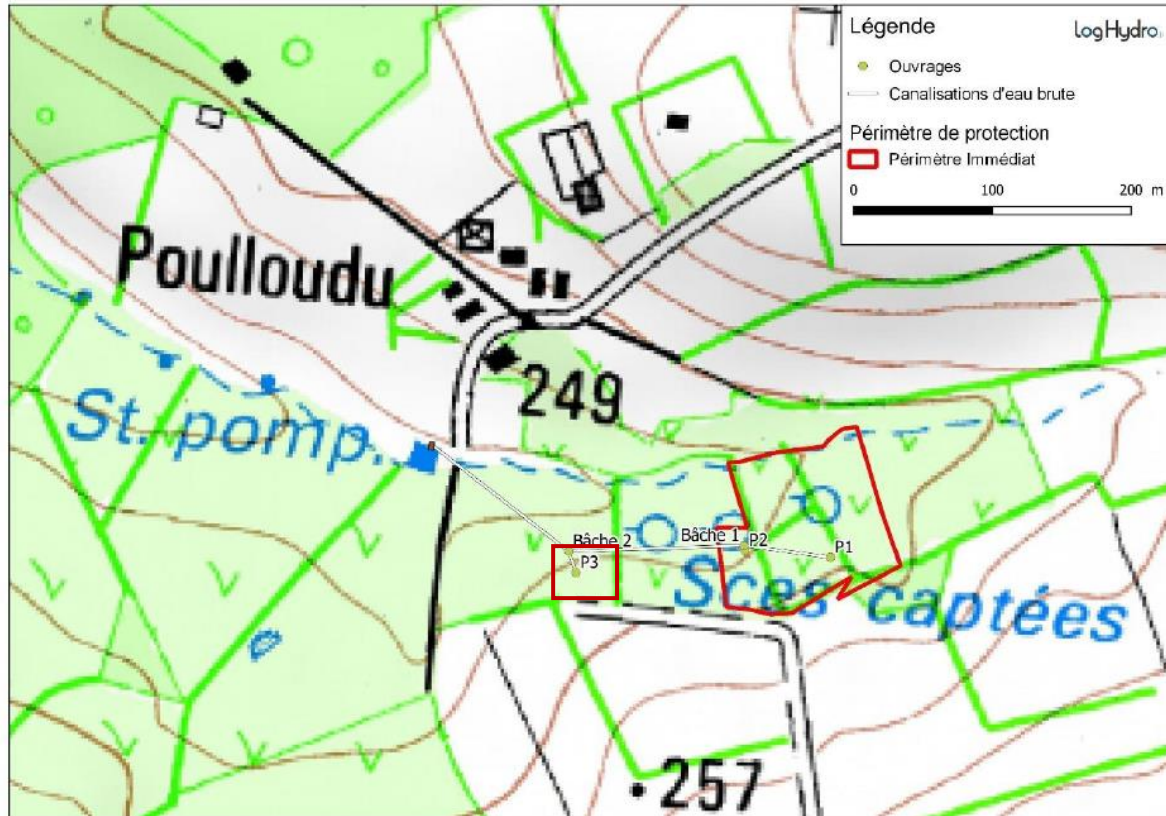 Légende
LogHydro
Ouvrages
Canalisations d'eau brute
Périmètre de protection
Périmètre Immédiat
0 100 200 m
Poulloudu
249
St. pomp.
Bâche 2
Bâche 1
P2
P1
P3
Sces captées
257